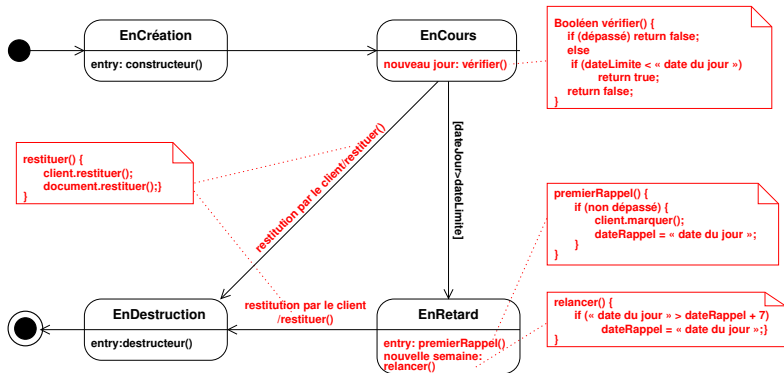 EnCréation
entry: constructeur()
EnCours
nouveau jour: vérifier()
Booléen vérifier() {
if (dépassé) return false;
else
if (dateLimite < « date du jour »)
return true;
return false;
}
restituer() {
client.restituer();
document.restituer();}
}
restitution par le client/restituer()
[dateJour>dateLimite]
premierRappel() {
if (non dépassé) {
client.marquer();
dateRappel = « date du jour »;
}
}
EnDestruction
entry:destructeur()
restitution par le client
/restituer()
EnRetard
entry: premierRappel()
nouvelle semaine:
relancer()
relancer() {
if (« date du jour » > dateRappel + 7)
dateRappel = « date du jour »;}
}